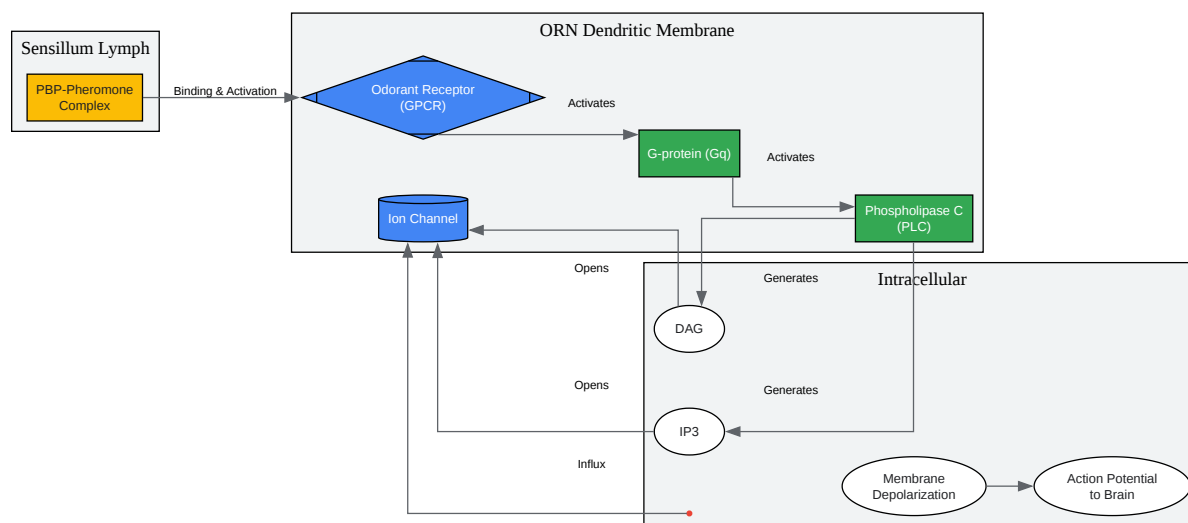 ORN Dendritic Membrane
Sensillum Lymph
PBP-Pheromone
Complex
Binding & Activation
Odorant Receptor
(GPCR)
Activates
G-protein (Gq)
Activates
Phospholipase C
(PLC)
Ion Channel
Opens
Generates
Intracellular
DAG
Opens
Generates
IP3
Influx
Membrane
Depolarization
Action Potential
to Brain